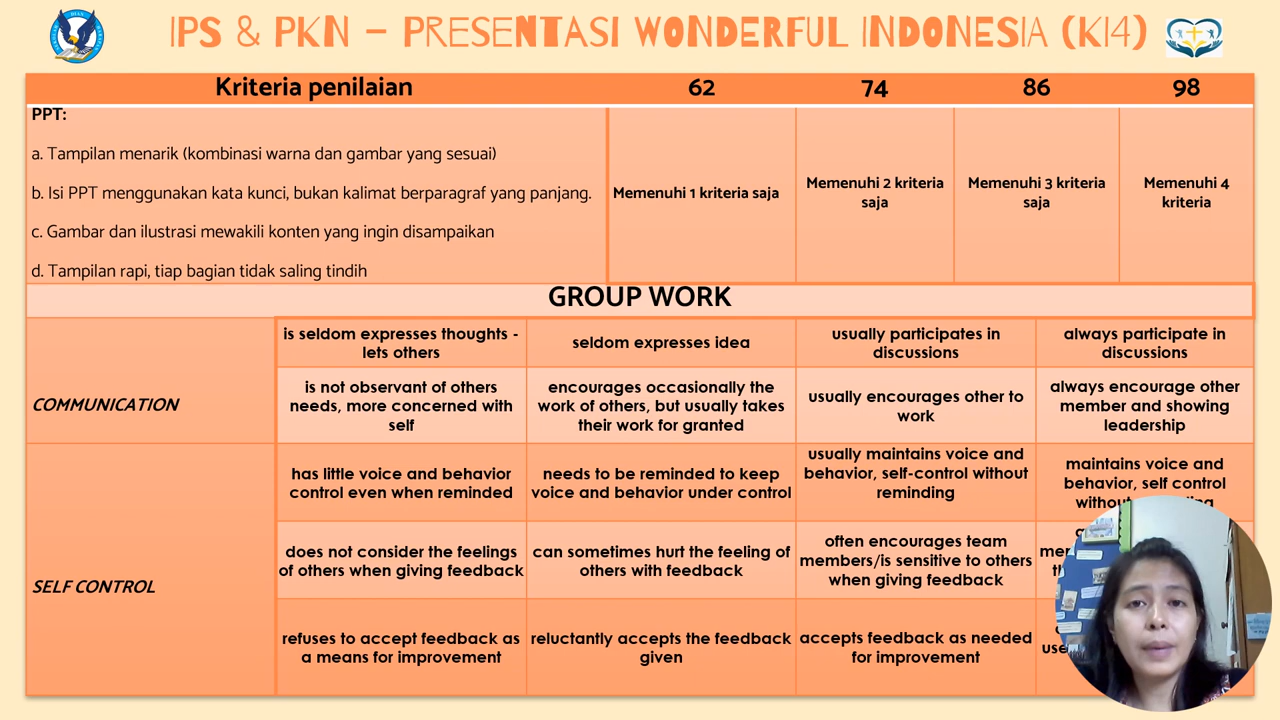 IPS & PKN – PRESENTASI WONDERFUL INDONESIA (KI4)
Kriteria penilaian 62 74 86 98
PPT:
a. Tampilan menarik (kombinasi warna dan gambar yang sesuai)
b. Isi PPT menggunakan kata kunci, bukan kalimat berparagraf yang panjang.
c. Gambar dan ilustrasi mewakili konten yang ingin disampaikan
d. Tampilan rapi, tiap bagian tidak saling tindih
Memenuhi 1 kriteria saja
Memenuhi 2 kriteria
saja
Memenuhi 3 kriteria
saja
Memenuhi 4
kriteria
GROUP WORK
COMMUNICATION
is seldom expresses thoughts -
lets others
seldom expresses idea
usually participates in
discussions
always participate in
discussions
is not observant of others
needs, more concerned with
self
encourages occasionally the
work of others, but usually takes
their work for granted
usually encourages other to
work
always encourage other
member and showing
leadership
SELF CONTROL
has little voice and behavior
control even when reminded
needs to be reminded to keep
voice and behavior under control
usually maintains voice and
behavior, self-control without
reminding
maintains voice and
behavior, self control
does not consider the feelings
of others when giving feedback
can sometimes hurt the feeling of
others with feedback
often encourages team
members/is sensitive to others
when giving feedback
refuses to accept feedback as
a means for improvement
reluctantly accepts the feedback
given
accepts feedback as needed
for improvement